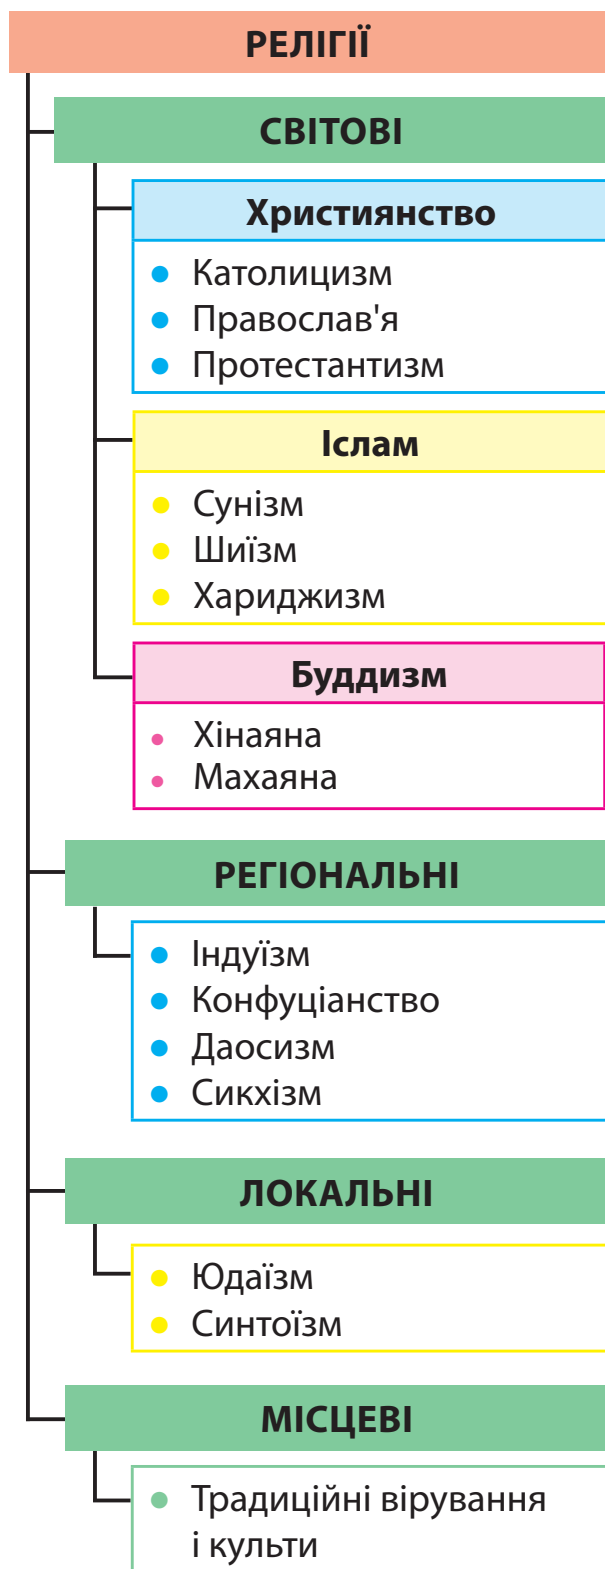 РЕЛІГІЇ
СВІТОВІ
Християнство
Католицизм
Православ'я
Протестантизм
Іслам
Сунізм
Шиїзм
Хариджизм
Буддизм
Хінаяна
Махаяна
РЕГІОНАЛЬНІ
Індуїзм
Конфуціанство
Даосизм
Сикхізм
ЛОКАЛЬНІ
Юдаїзм
Синтоїзм
МІСЦЕВІ
Традиційні вірування
і культи